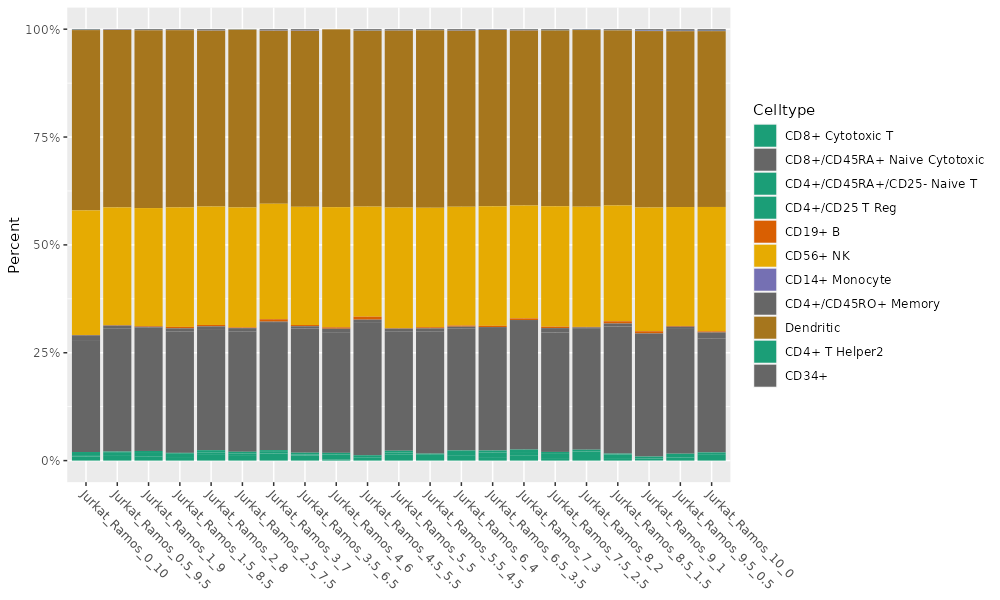 100%
75%
50%
25%
0%
Percent
Jurkat_Ramos_0_10
Jurkat_Ramos_0.5_9.5
Jurkat_Ramos_1_9
Jurkat_Ramos_1.5_8.5
Jurkat_Ramos_2_8
Jurkat_Ramos_2.5_7.5
Jurkat_Ramos_3_7
Jurkat_Ramos_3.5_6.5
Jurkat_Ramos_4_6
Jurkat_Ramos_4.5_5.5
Jurkat_Ramos_5_5
Jurkat_Ramos_5.5_4.5
Jurkat_Ramos_6_4
Jurkat_Ramos_6.5_3.5
Jurkat_Ramos_7_3
Jurkat_Ramos_7.5_2.5
Jurkat_Ramos_8_2
Jurkat_Ramos_8.5_1.5
Jurkat_Ramos_9_1
Jurkat_Ramos_9.5_0.5
Jurkat_Ramos_10_0
Celltype
CD8+ Cytotoxic T
CD8+/CD45RA+ Naive Cytotoxic
CD4+/CD45RA+/CD25- Naive T
CD4+/CD25 T Reg
CD19+ B
CD56+ NK
CD14+ Monocyte
CD4+/CD45RO+ Memory
Dendritic
CD4+ T Helper2
CD34+